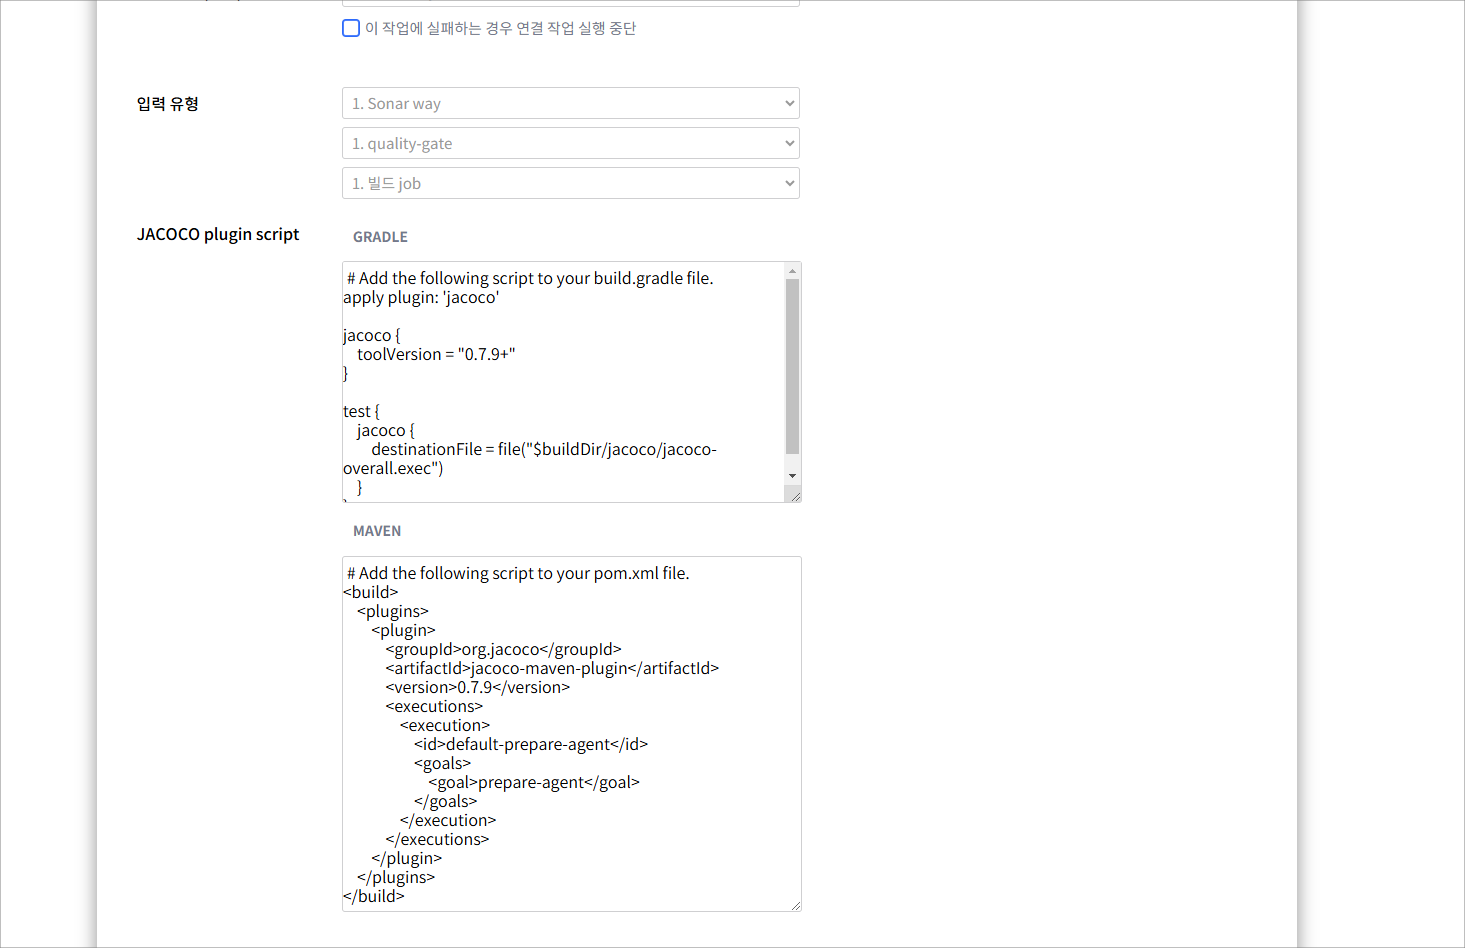 이 작업에 실패하는 경우 연결 작업 실행 중단
입력 유형
1. Sonar way
1. quality-gate
1. 빌드 job
JACOCO plugin script
GRADLE
# Add the following script to your build.gradle file.
apply plugin: 'jacoco'
jacoco {
toolVersion = "0.7.9+"
}
test {
jacoco {
destinationFile = file("$buildDir/jacoco/jacoco-
overall.exec")
}
MAVEN
# Add the following script to your pom.xml file.
<build>
<plugins>
<plugin>
<groupId>org.jacoco</groupId>
<artifactId>jacoco-maven-plugin</artifactId>
<version>0.7.9</version>
<executions>
<execution>
<id>default-prepare-agent</id>
<goals>
<goal>prepare-agent</goal>
</goals>
</execution>
</executions>
</plugin>
</plugins>
</build>